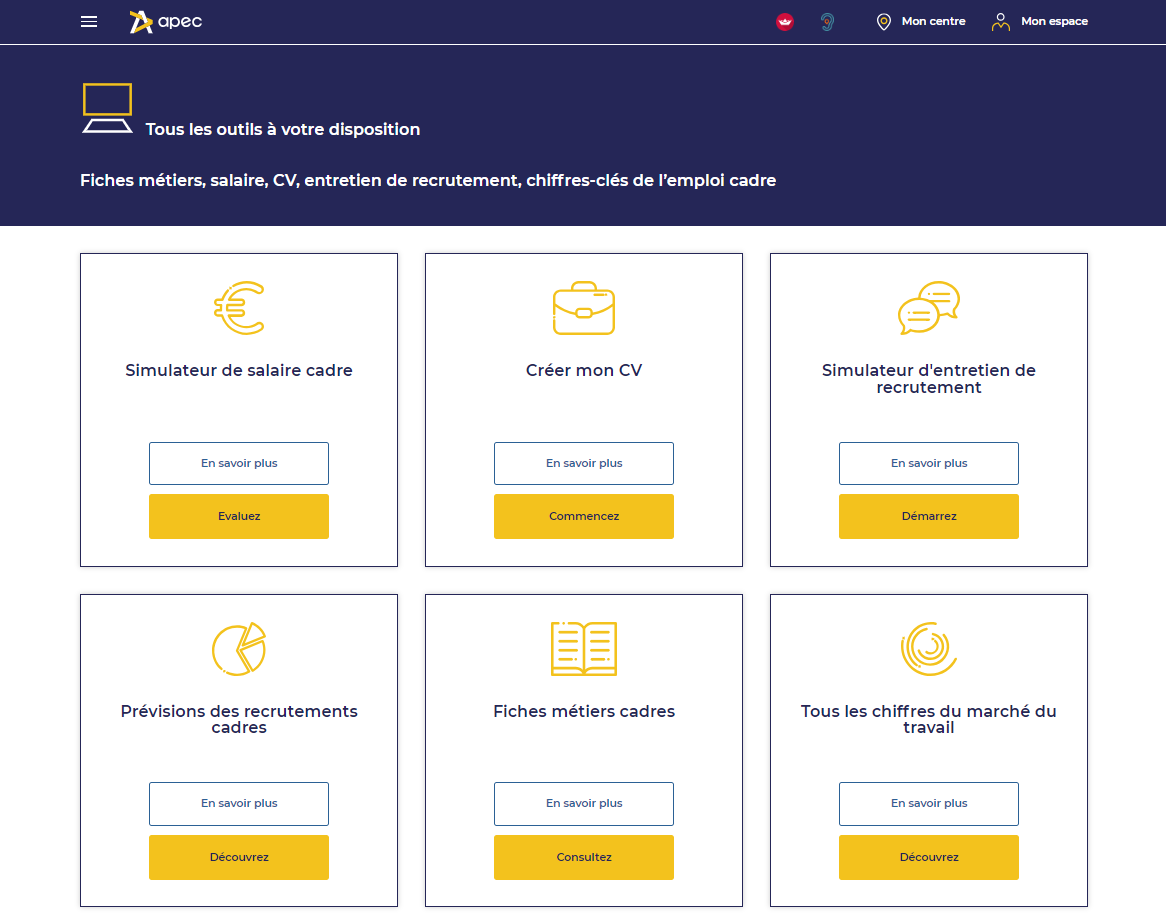 apec
Mon centre
Mon espace
Tous les outils à votre disposition
Fiches métiers, salaire, CV, entretien de recrutement, chiffres-clés de l’emploi cadre
Simulateur de salaire cadre
En savoir plus
Evaluez
Créer mon CV
En savoir plus
Commencez
Simulateur d'entretien de
recrutement
En savoir plus
Démarrez
Prévisions des recrutements
cadres
En savoir plus
Découvrez
Fiches métiers cadres
En savoir plus
Consultez
Tous les chiffres du marché du
travail
En savoir plus
Découvrez